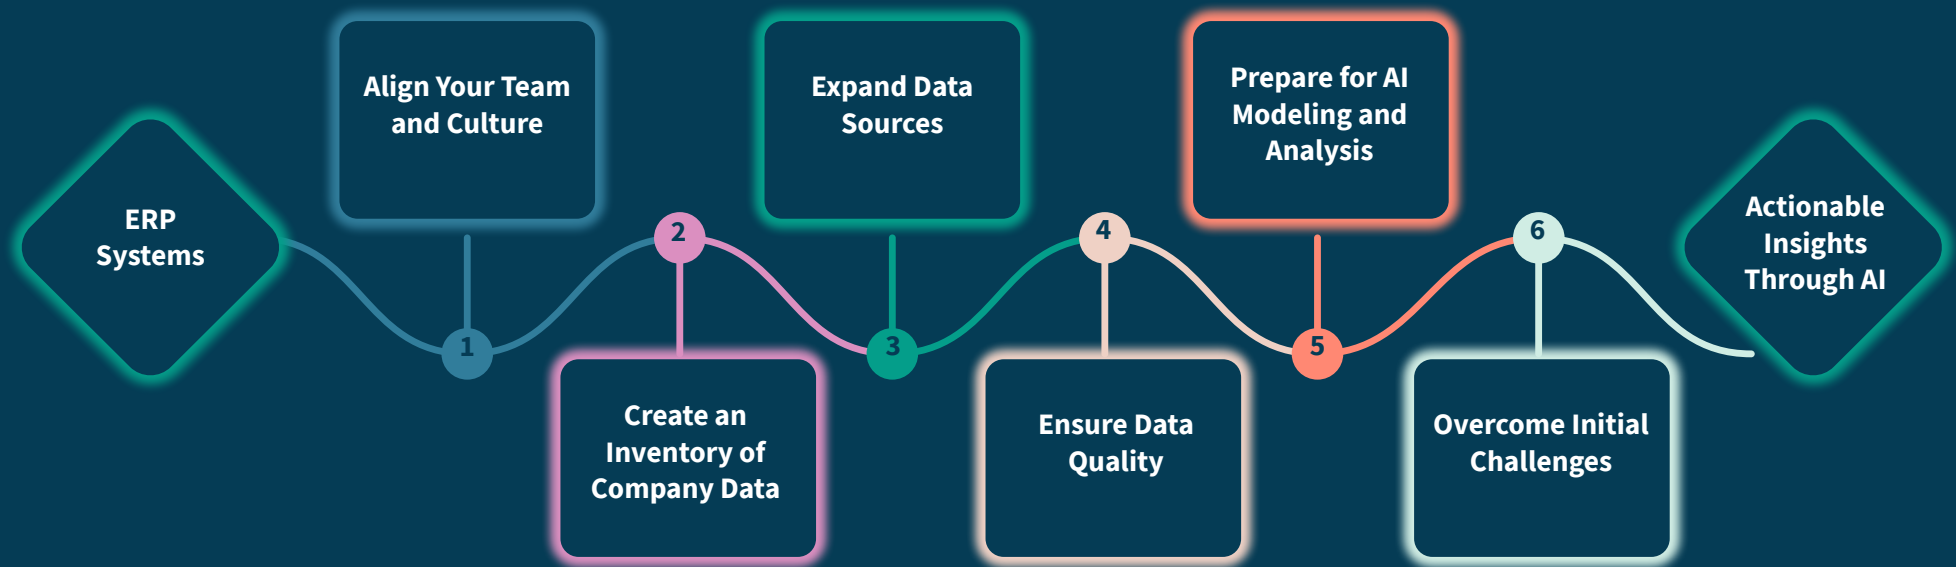 ERP
Systems
1
Align Your Team
and Culture
2
Create an
Inventory of
Company Data
3
Expand Data
Sources
4
Ensure Data
Quality
5
Prepare for AI
Modeling and
Analysis
6
Overcome Initial
Challenges
Actionable
Insights
Through AI